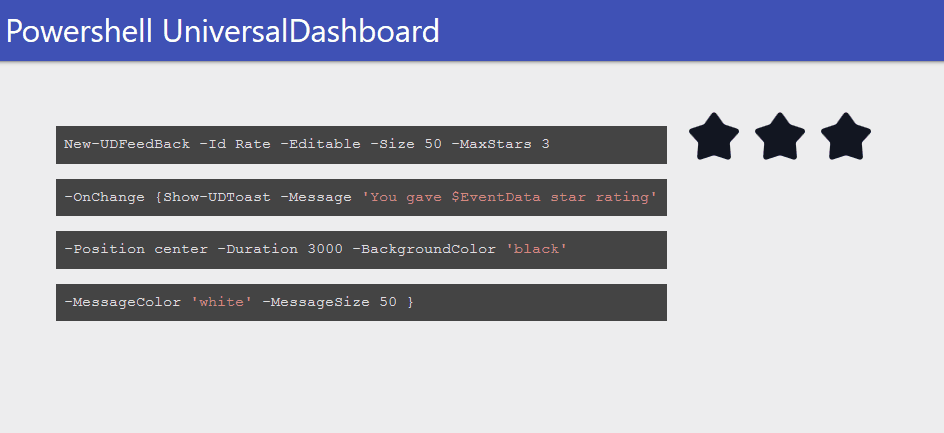 Powershell UniversalDashboard
New-UDFeedBack -Id Rate -Editable -Size 50 -MaxStars 3
-OnChange {Show-UDToast -Message 'You gave $EventData star rating'
-Position center -Duration 3000 -BackgroundColor 'black'
-MessageColor 'white' -MessageSize 50 }